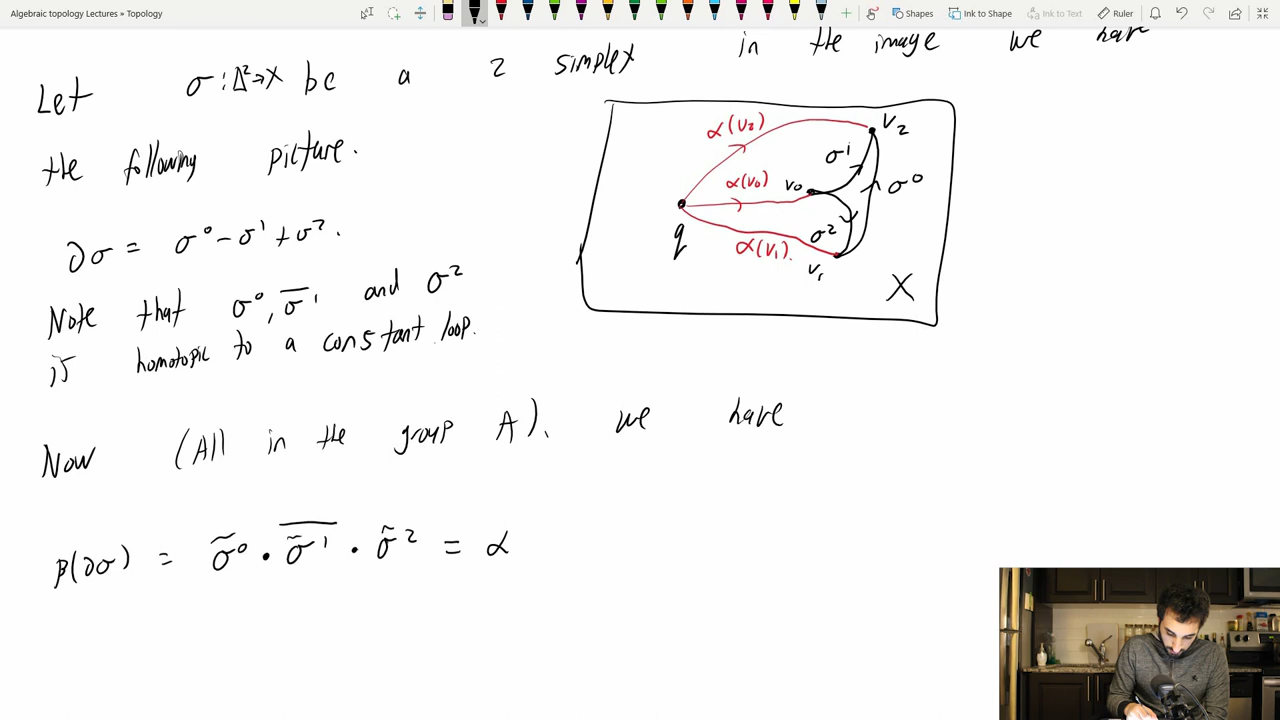 Algebraic topology Lectures » Topology
Shapes
Ink to Shape
Ink to Text
Ruler
in the image we have
Let σ : Δ²→X be a 2 simplex
the following picture.
∂σ = σ⁰ - σ¹ + σ².
Note that σ⁰, σ̅¹ and σ²
is homotopic to a constant loop.
α(v₂)
v₂
σ¹
α(v₀)
v₀
σ⁰
q
σ²
α(v₁).
v₁
X
Now (All in the group A), we have
β(∂σ) = σ̃⁰ • \overline{σ̃¹} • σ̃² = α